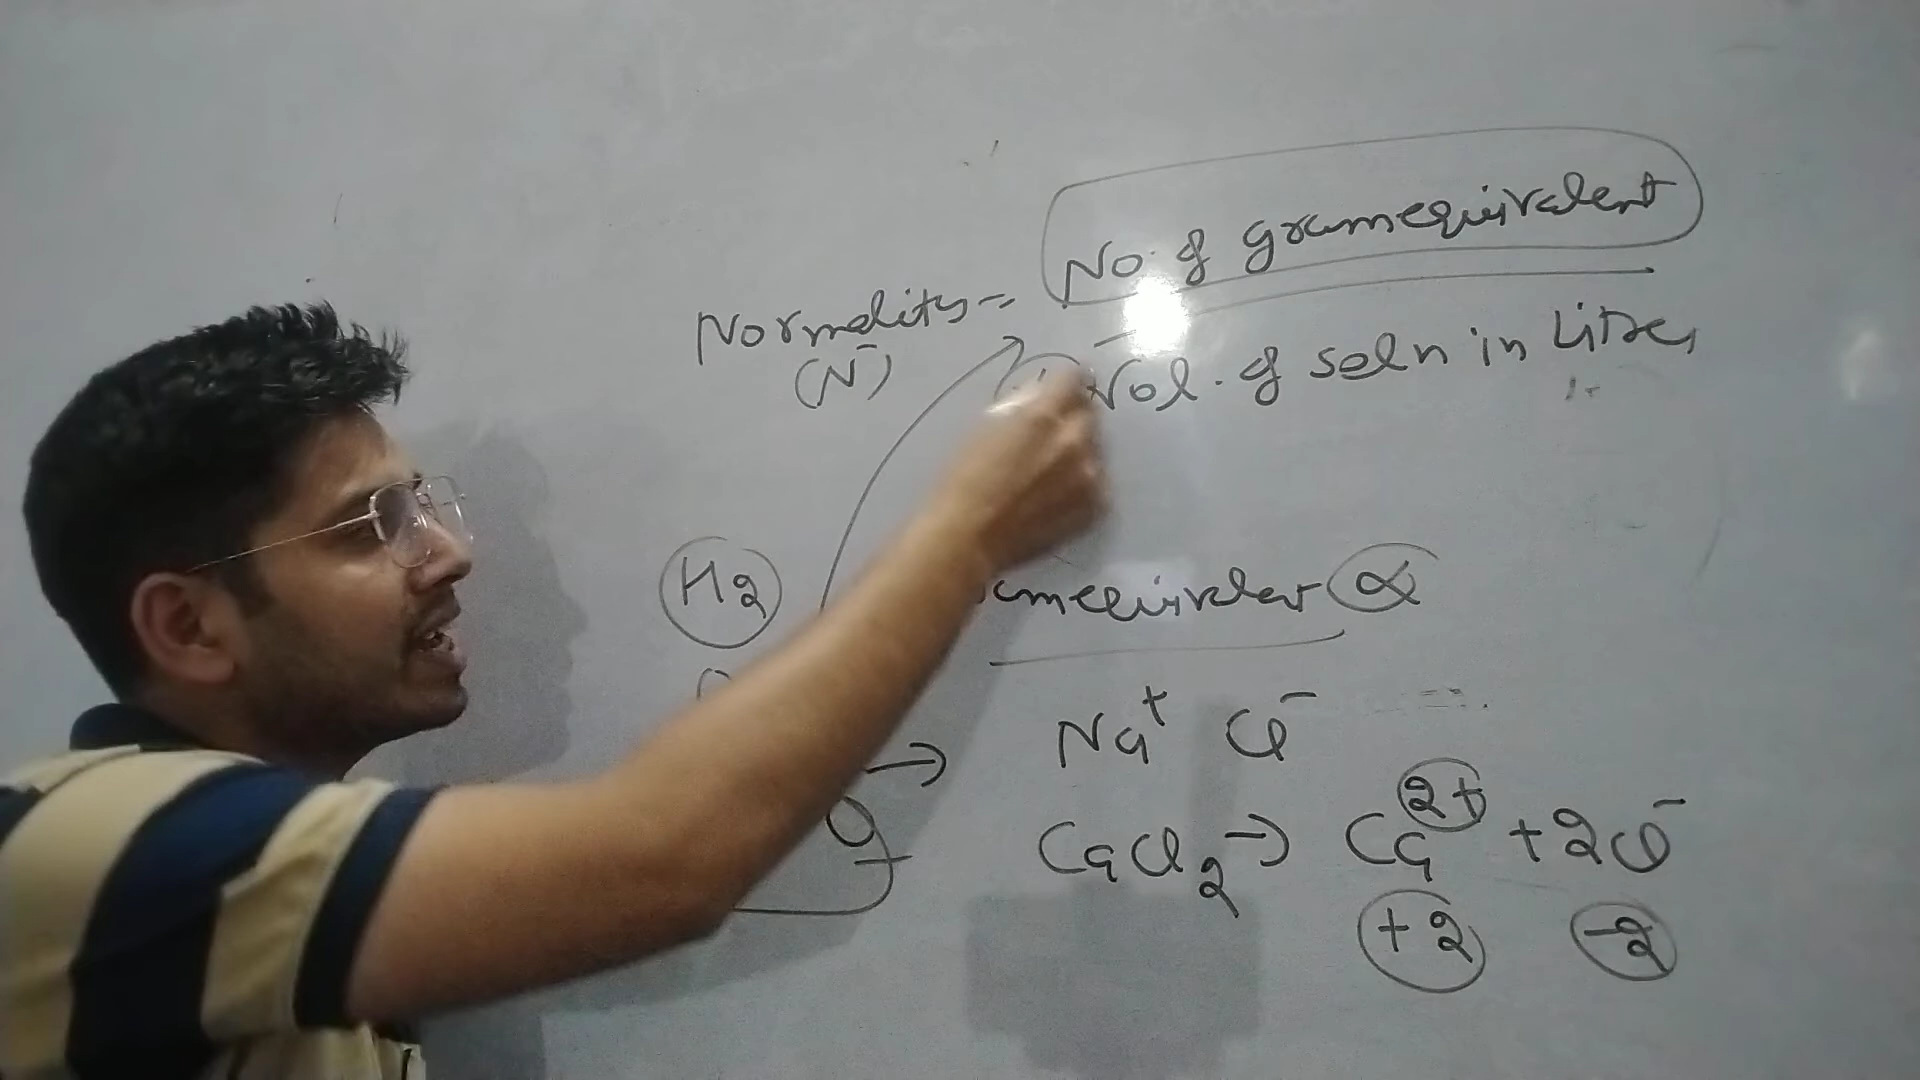 No. of gramequivalent
Normality =
(N)
Vol. of soln in Litre
H2
α
Na+ Cl-
→
CaCl2 → Ca2+ + 2Cl-
+2 -2